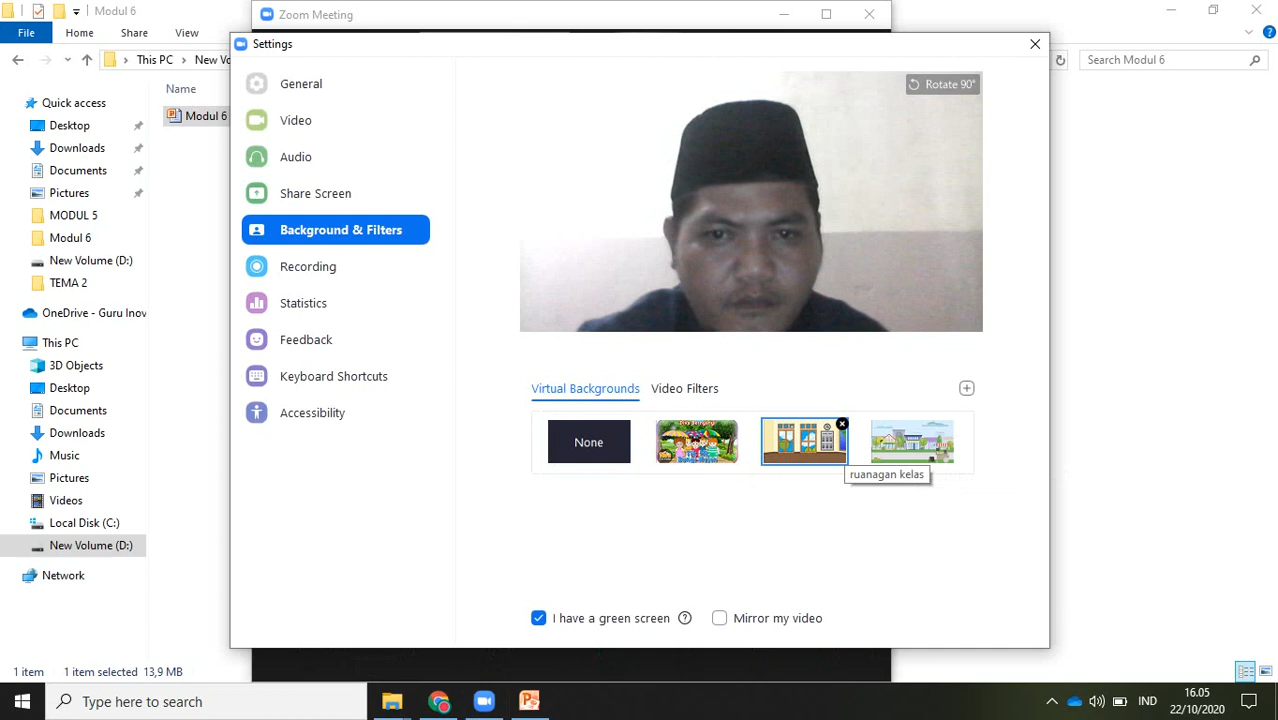 Modul 6
Zoom Meeting
File
Home
Share
View
Settings
This PC
New Vo
Search Modul 6
Quick access
Desktop
Downloads
Documents
Pictures
MODUL 5
Modul 6
New Volume (D:)
TEMA 2
OneDrive - Guru Inov
This PC
3D Objects
Desktop
Documents
Downloads
Music
Pictures
Videos
Local Disk (C:)
New Volume (D:)
Network
Name
Modul 6
General
Video
Audio
Share Screen
Background & Filters
Recording
Statistics
Feedback
Keyboard Shortcuts
Accessibility
Rotate 90°
Virtual Backgrounds
Video Filters
None
ruanagan kelas
I have a green screen
Mirror my video
1 item
1 item selected 13,9 MB
Type here to search
IND
16.05
22/10/2020